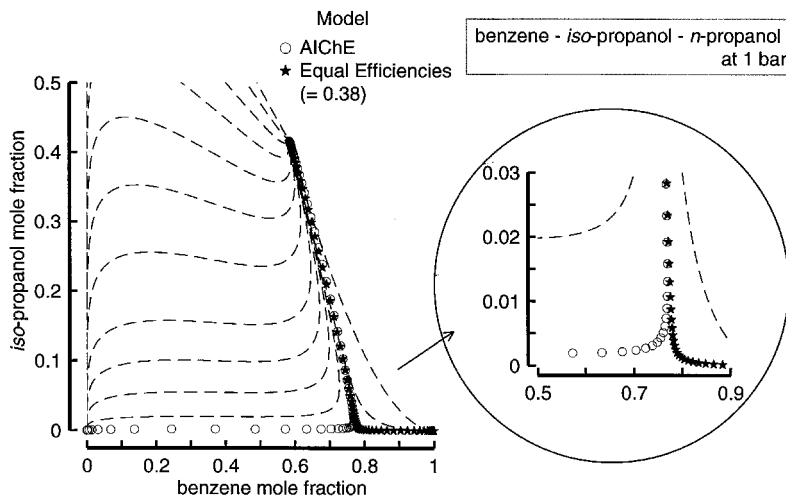 Model
AIChE
Equal Efficiencies
(= 0.38)
benzene - iso-propanol - n-propanol
at 1 bar
0.5
0.4
0.3
0.2
0.1
0
iso-propanol mole fraction
0 0.2 0.4 0.6 0.8 1
benzene mole fraction
0.03
0.02
0.01
0
0.5 0.7 0.9